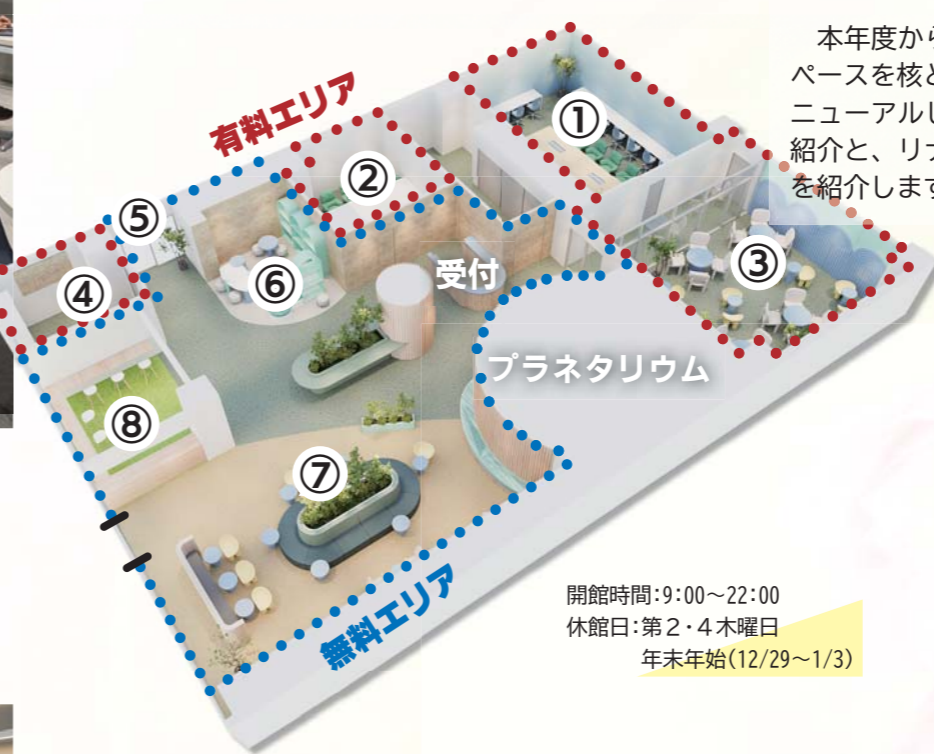 本年度から
ペースを核と
ニューアルし
紹介と、リナ
を紹介します
有料エリア
①
②
③
④
⑤
⑥
⑦
⑧
受付
プラネタリウム
無料エリア
開館時間:9:00～22:00
休館日:第2・4木曜日
年末年始(12/29～1/3)